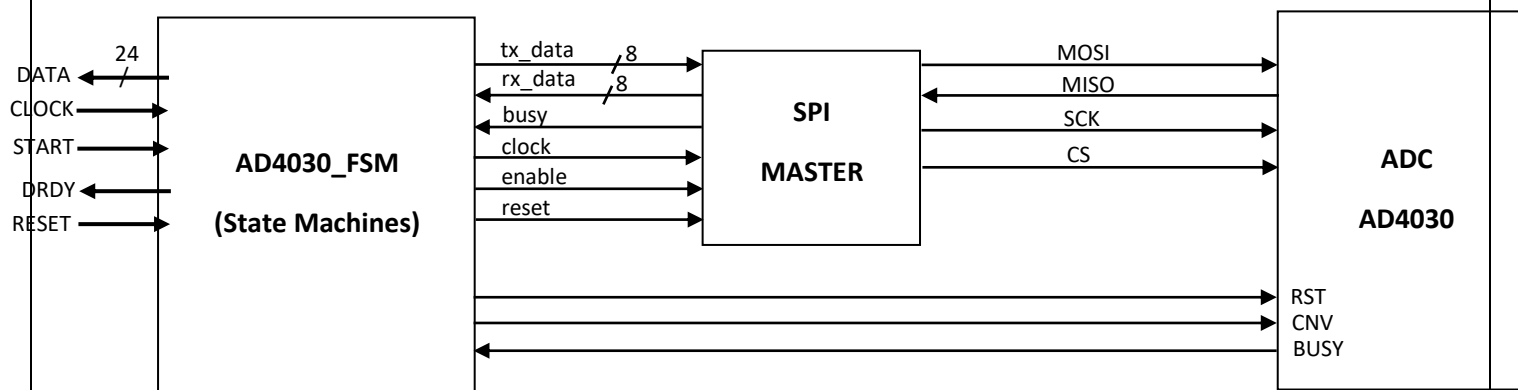 24
DATA
CLOCK
START
DRDY
RESET
AD4030_FSM
(State Machines)
tx_data
8
rx_data
8
busy
clock
enable
reset
SPI
MASTER
MOSI
MISO
SCK
CS
ADC
AD4030
RST
CNV
BUSY